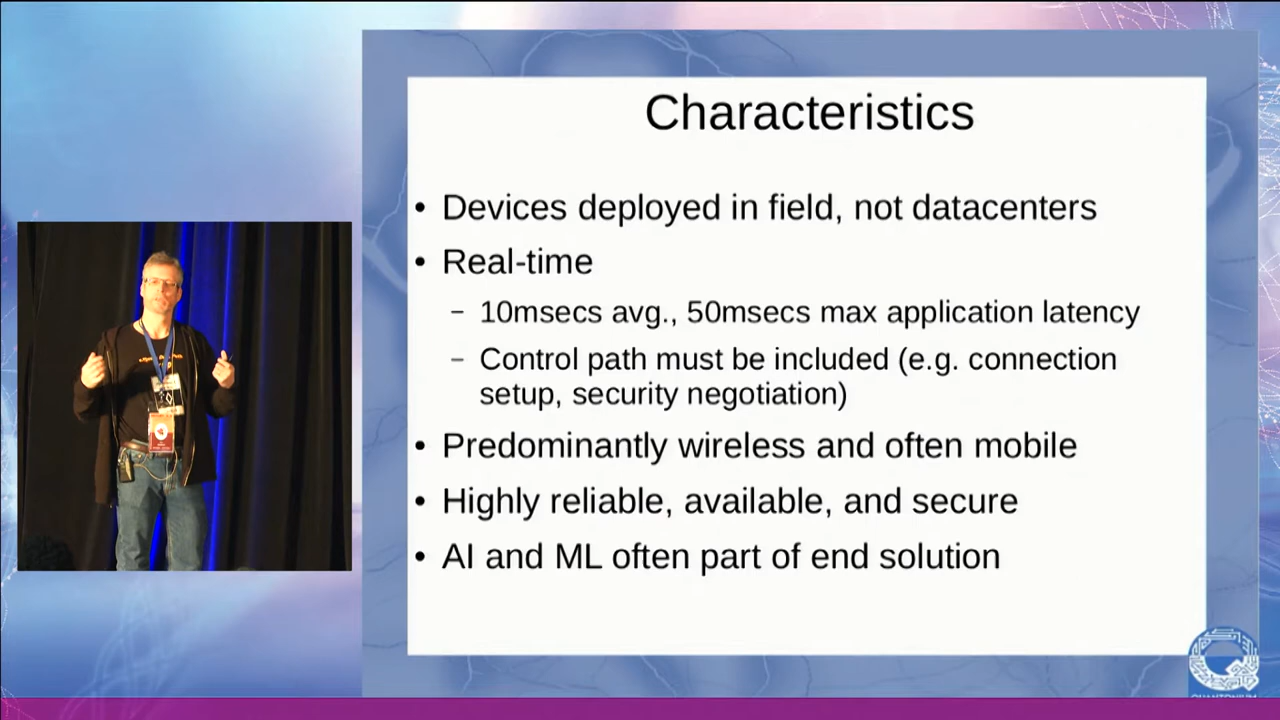 Characteristics
• Devices deployed in field, not datacenters
• Real-time
– 10msecs avg., 50msecs max application latency
– Control path must be included (e.g. connection
setup, security negotiation)
• Predominantly wireless and often mobile
• Highly reliable, available, and secure
• AI and ML often part of end solution
QUANTONIUM